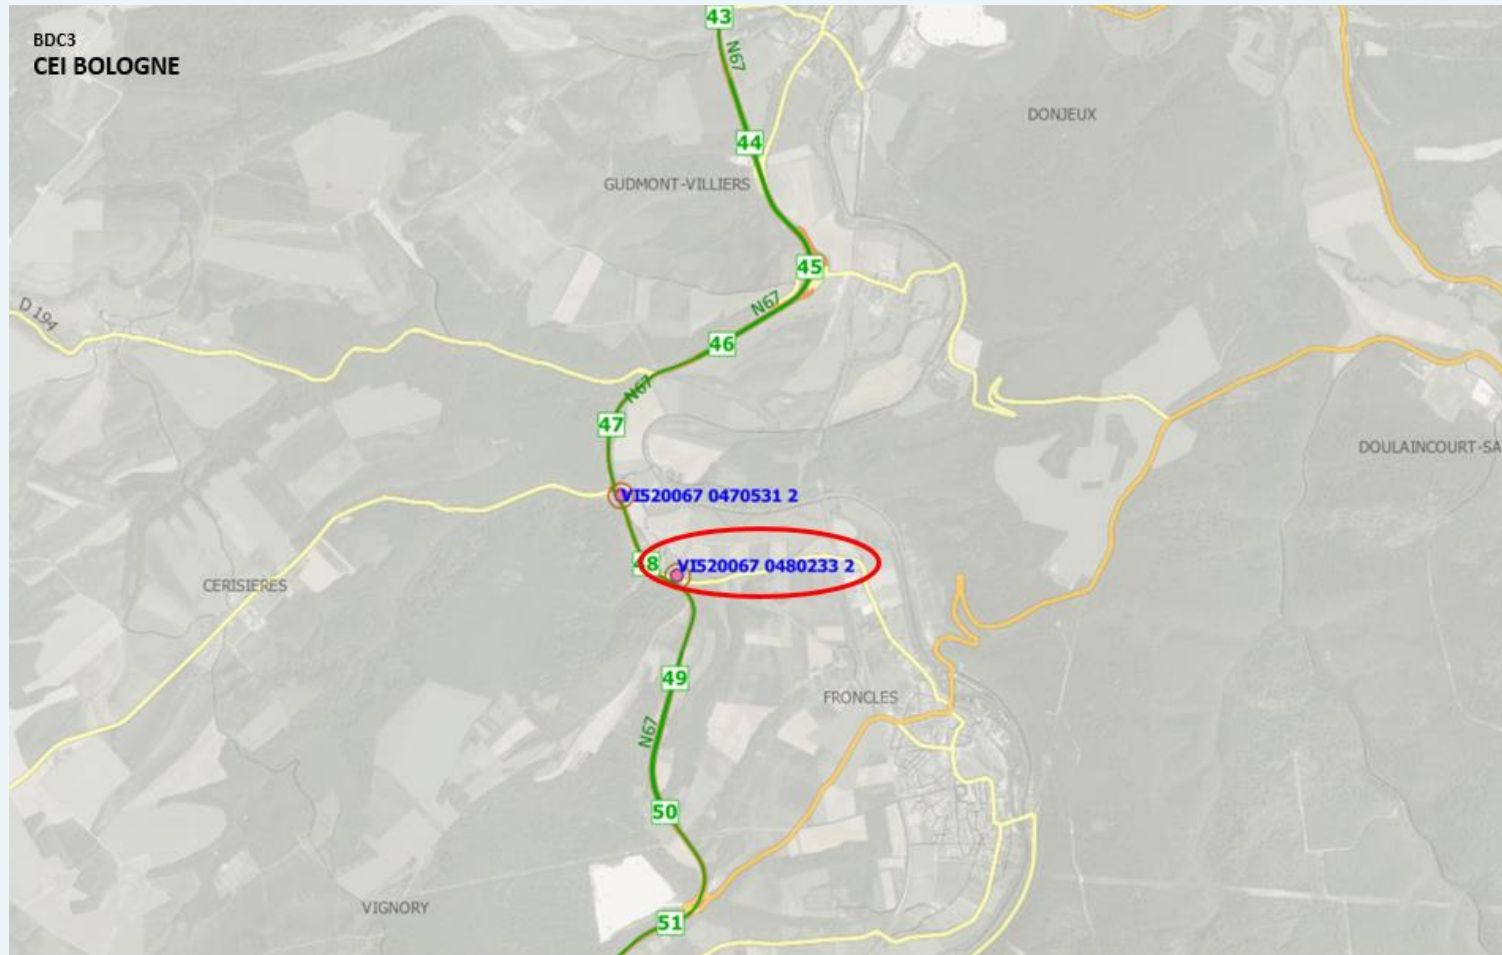 BDC3
CEI BOLOGNE
43
N67
DONJEUX
44
GUDMONT-VILLIERS
45
N67
D 194
46
N67
47
DOULAINCOURT-SA
VI520067 0470531 2
48
VI520067 0480233 2
CERISIERES
49
FRONCLES
N67
50
VIGNORY
51